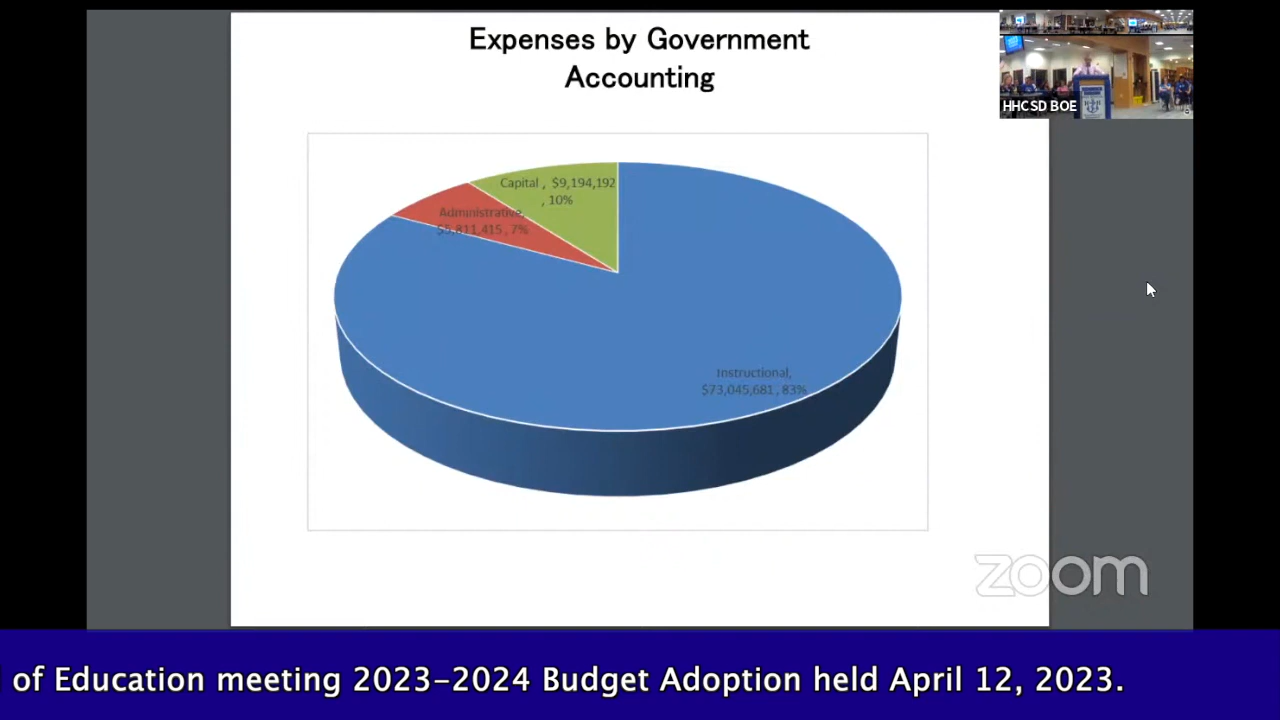 Expenses by Government
Accounting
HHCSD BOE
Capital , $9,194,192
, 10%
Administrative,
$5,811,415 , 7%
Instructional,
$73,045,681 , 83%
zoom
of Education meeting 2023-2024 Budget Adoption held April 12, 2023.